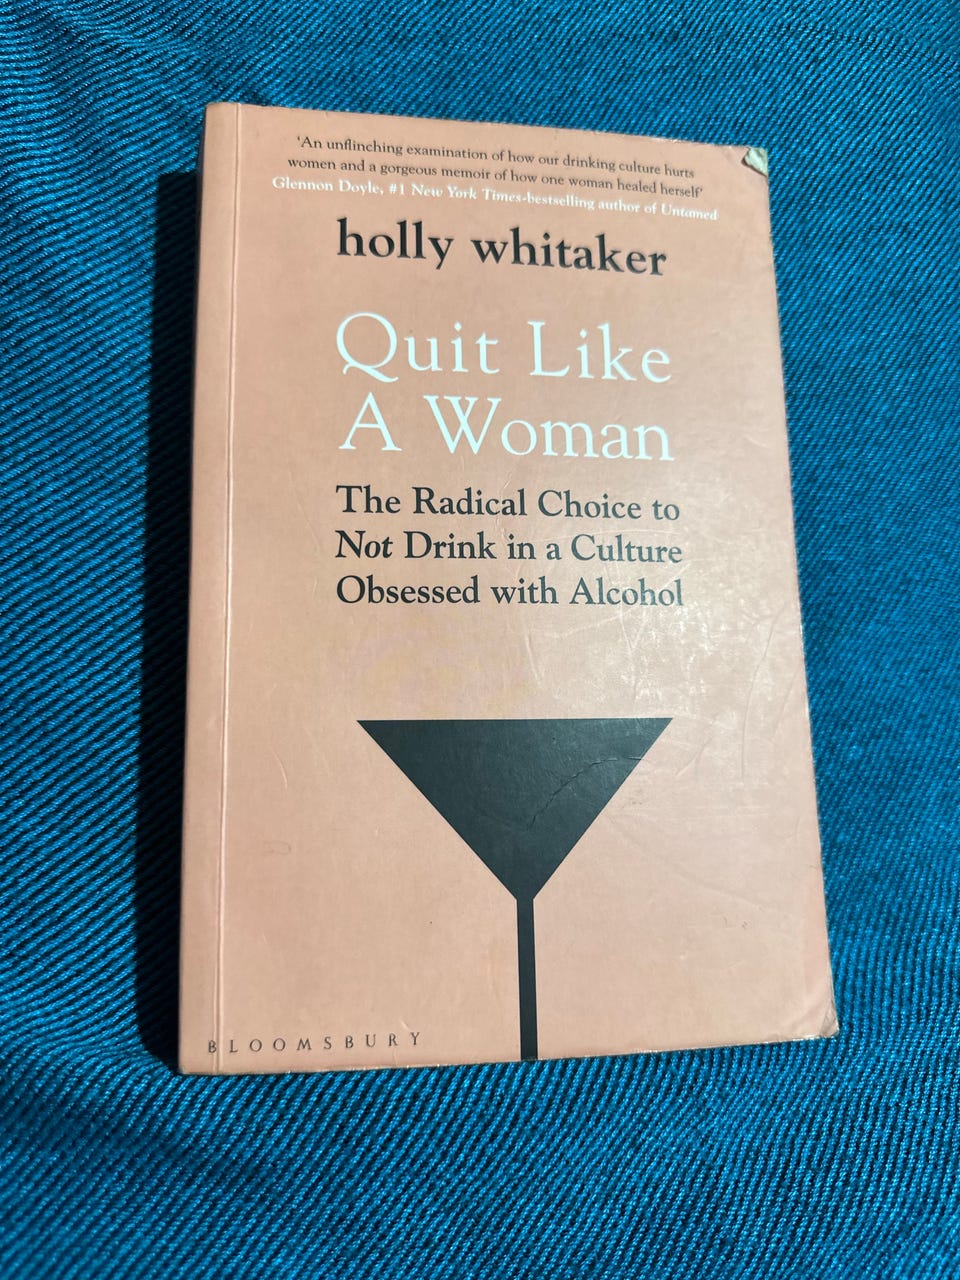 'An unflinching examination of how our drinking culture hurts
women and a gorgeous memoir of how one woman healed herself'
Glennon Doyle, #1 New York Times-bestselling author of Untamed
holly whitaker
Quit Like
A Woman
The Radical Choice to
Not Drink in a Culture
Obsessed with Alcohol
BLOOMSBURY